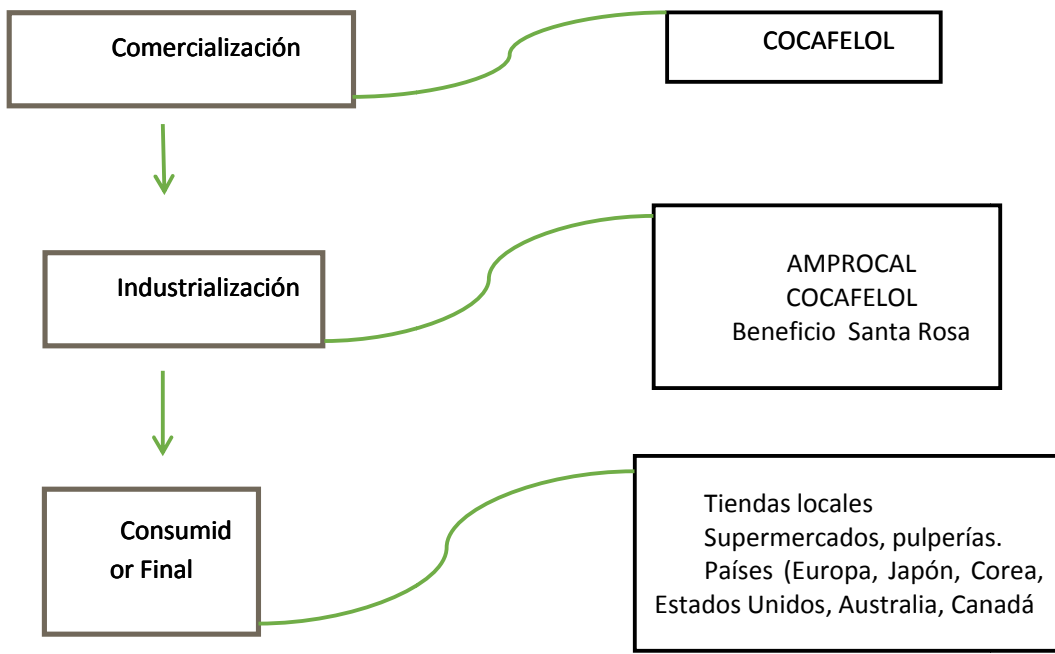 Comercialización
COCAFELOL
Industrialización
AMPROCAL
COCAFELOL
Beneficio Santa Rosa
Consumid
or Final
Tiendas locales
Supermercados, pulperías.
Países (Europa, Japón, Corea,
Estados Unidos, Australia, Canadá